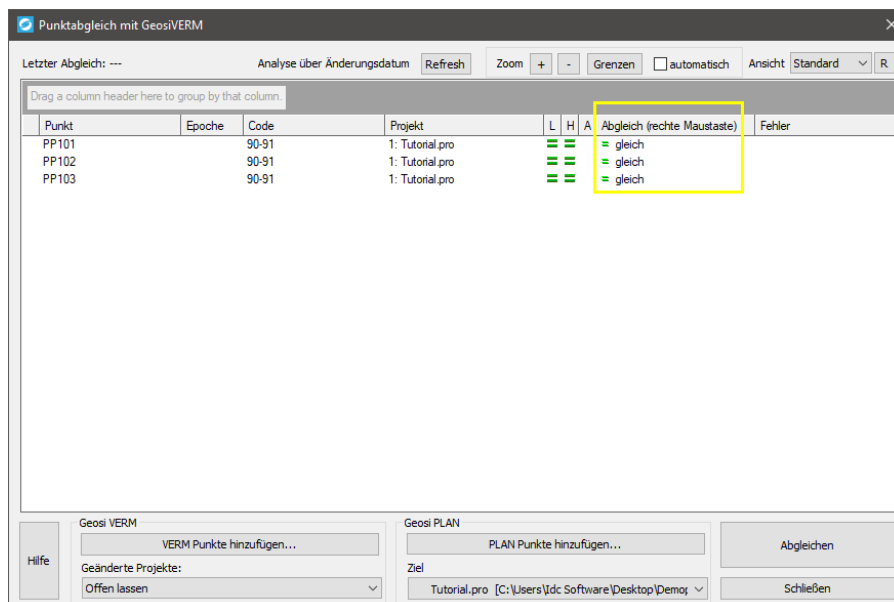 Punktabgleich mit GeosiVERM
Letzter Abgleich: ---
Analyse über Änderungsdatum
Refresh
Zoom
+
-
Grenzen
automatisch
Ansicht
Standard
R
Drag a column header here to group by that column.
Punkt Epoche Code Projekt L H A Abgleich (rechte Maustaste) Fehler
PP101 90-91 1: Tutorial.pro = = = gleich
PP102 90-91 1: Tutorial.pro = = = gleich
PP103 90-91 1: Tutorial.pro = = = gleich
Hilfe
Geosi VERM
VERM Punkte hinzufügen...
Geänderte Projekte:
Offen lassen
Geosi PLAN
PLAN Punkte hinzufügen...
Ziel
Tutorial.pro [C:\Users\Idc Software\Desktop\Demop
Abgleichen
Schließen